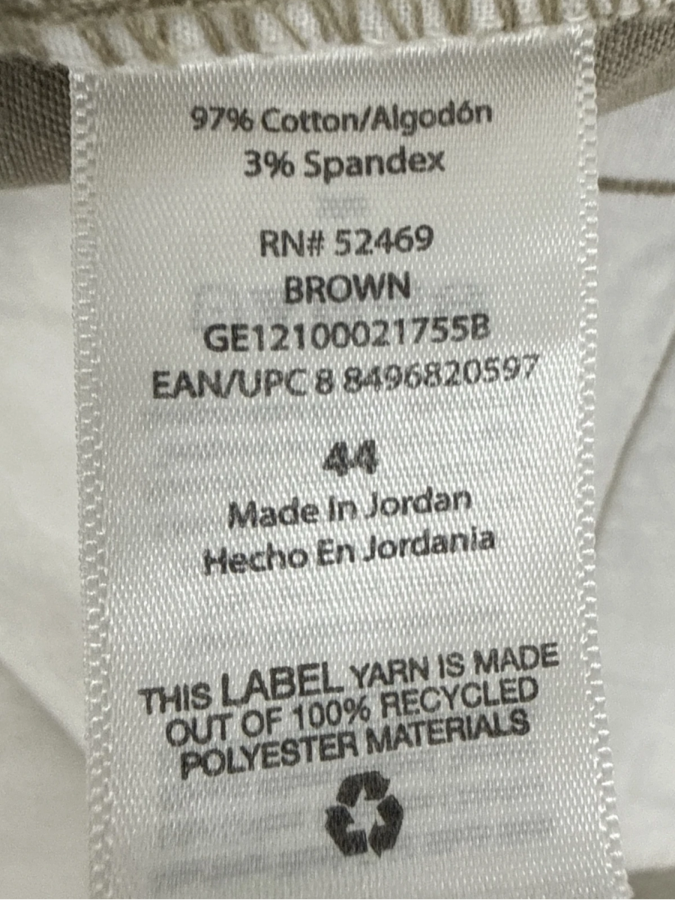 97% Cotton/Algodón
3% Spandex
RN# 52469
BROWN
GE12100021755B
EAN/UPC 8 8496820597
44
Made In Jordan
Hecho En Jordania
THIS LABEL YARN IS MADE
OUT OF 100% RECYCLED
POLYESTER MATERIALS